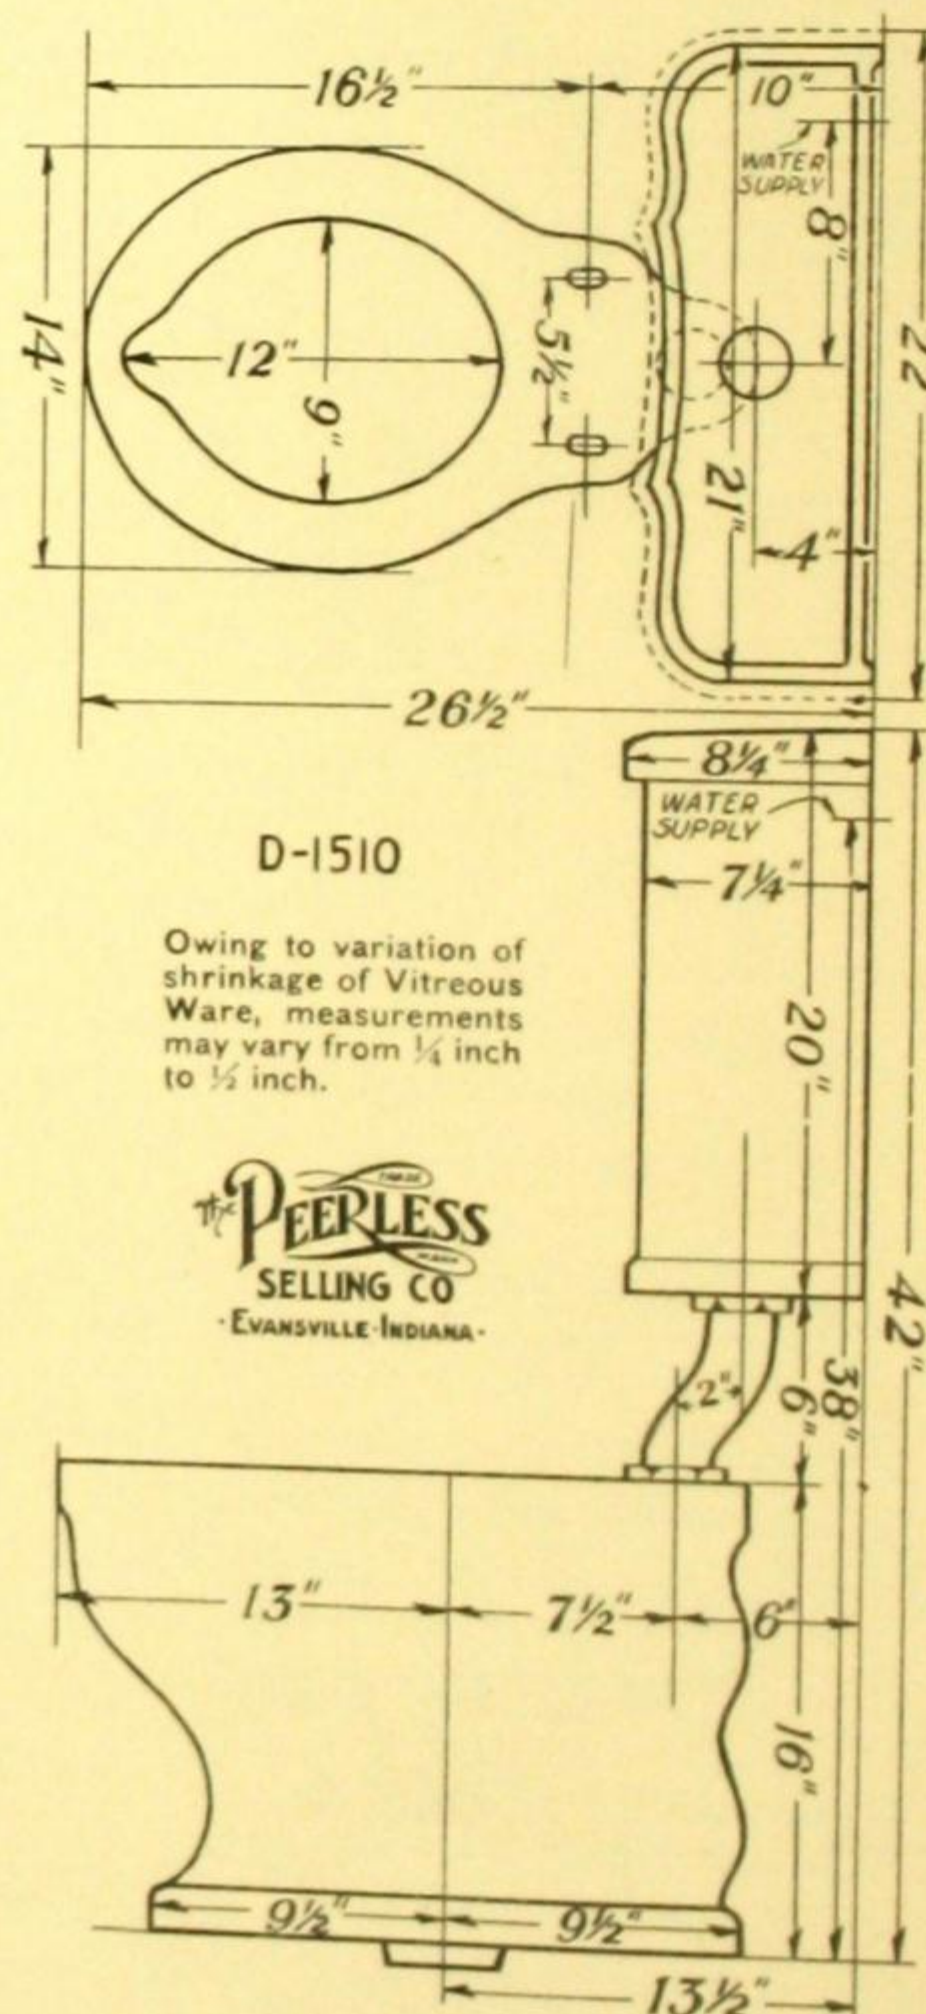 16½"
10"
WATER
SUPPLY
8"
14"
12"
9"
5½"
22
21"
4"
26½"
8¼"
WATER
SUPPLY
7¼"
D-1510
Owing to variation of
shrinkage of Vitreous
Ware, measurements
may vary from ¼ inch
to ½ inch.
20"
The PEERLESS
TRADE
MARK
SELLING CO
·EVANSVILLE·INDIANA·
42"
38"
2"
6"
13"
7½"
6"
16"
9½"
9½"
13½"